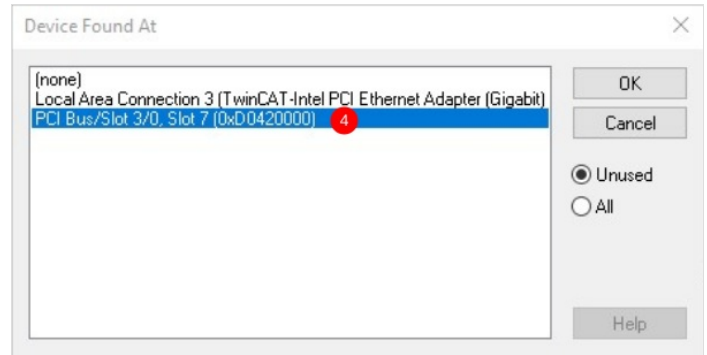 Device Found At
(none)
Local Area Connection 3 (TwinCAT-Intel PCI Ethernet Adapter (Gigabit)
PCI Bus/Slot 3/0, Slot 7 (0xD0420000) 4
OK
Cancel
Unused
All
Help